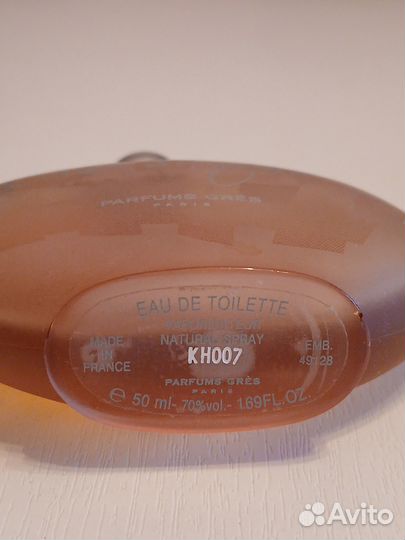 PARFUMS GRÈS
PARIS
EAU DE TOILETTE
VAPORISATEUR
NATURAL SPRAY
MADE
IN
FRANCE
KH007
EMB.
49128
PARFUMS GRÈS
PARIS
℮ 50 ml - 70%vol. - 1.69FL.OZ.
Avito